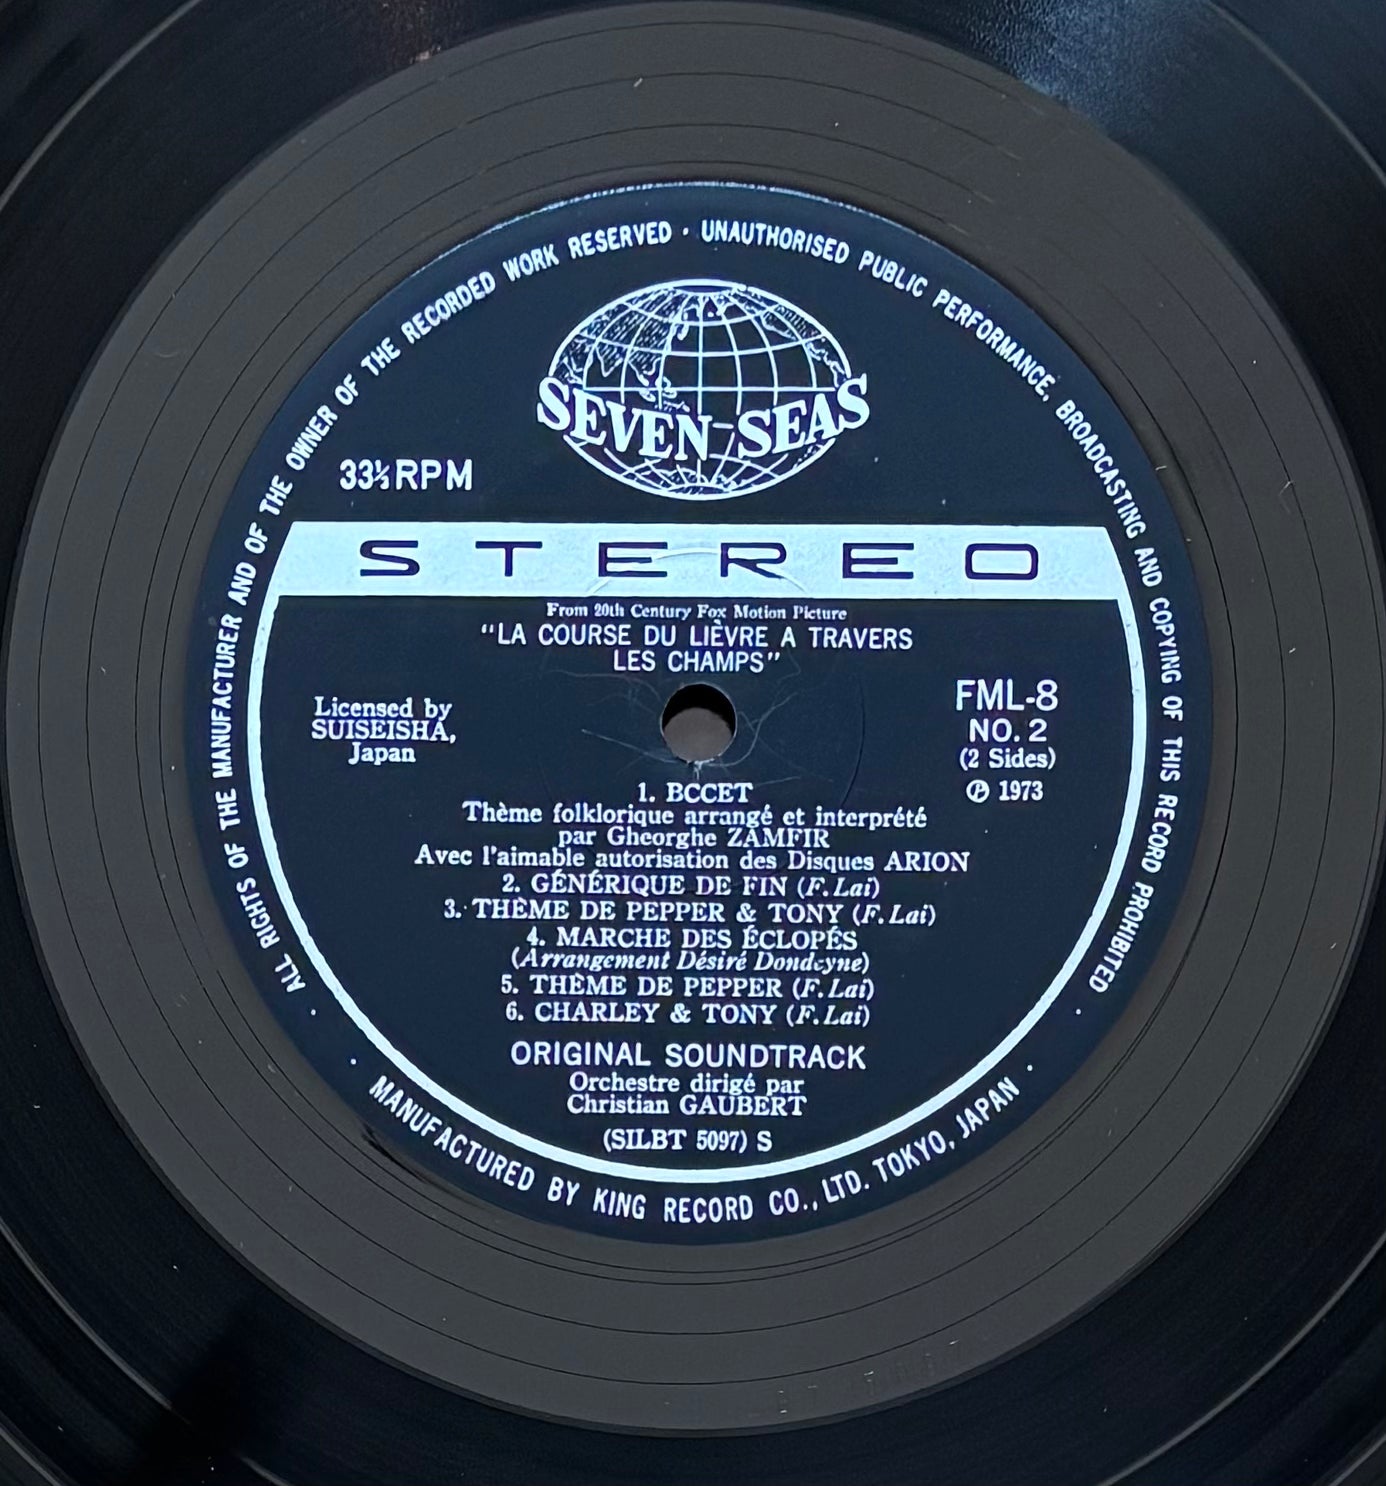 ALL RIGHTS OF THE MANUFACTURER AND OF THE OWNER OF THE RECORDED WORK RESERVED · UNAUTHORISED PUBLIC PERFORMANCE, BROADCASTING AND COPYING OF THIS RECORD PROHIBITED
SEVEN SEAS
33⅓ RPM
STEREO
From 20th Century Fox Motion Picture
“LA COURSE DU LIÈVRE A TRAVERS
LES CHAMPS”
Licensed by
SUISEISHA,
Japan
FML-8
NO. 2
(2 Sides)
Ⓟ 1973
1. BCCET
Thème folklorique arrangé et interprété
par Gheorghe ZAMFIR
Avec l'aimable autorisation des Disques ARION
2. GÉNÉRIQUE DE FIN (F. Lai)
3. THÈME DE PEPPER & TONY (F. Lai)
4. MARCHE DES ÉCLOPÉS
(Arrangement Désiré Dondeyne)
5. THÈME DE PEPPER (F. Lai)
6. CHARLEY & TONY (F. Lai)
ORIGINAL SOUNDTRACK
Orchestre dirigé par
Christian GAUBERT
(SILBT 5097) S
· MANUFACTURED BY KING RECORD CO., LTD. TOKYO, JAPAN ·